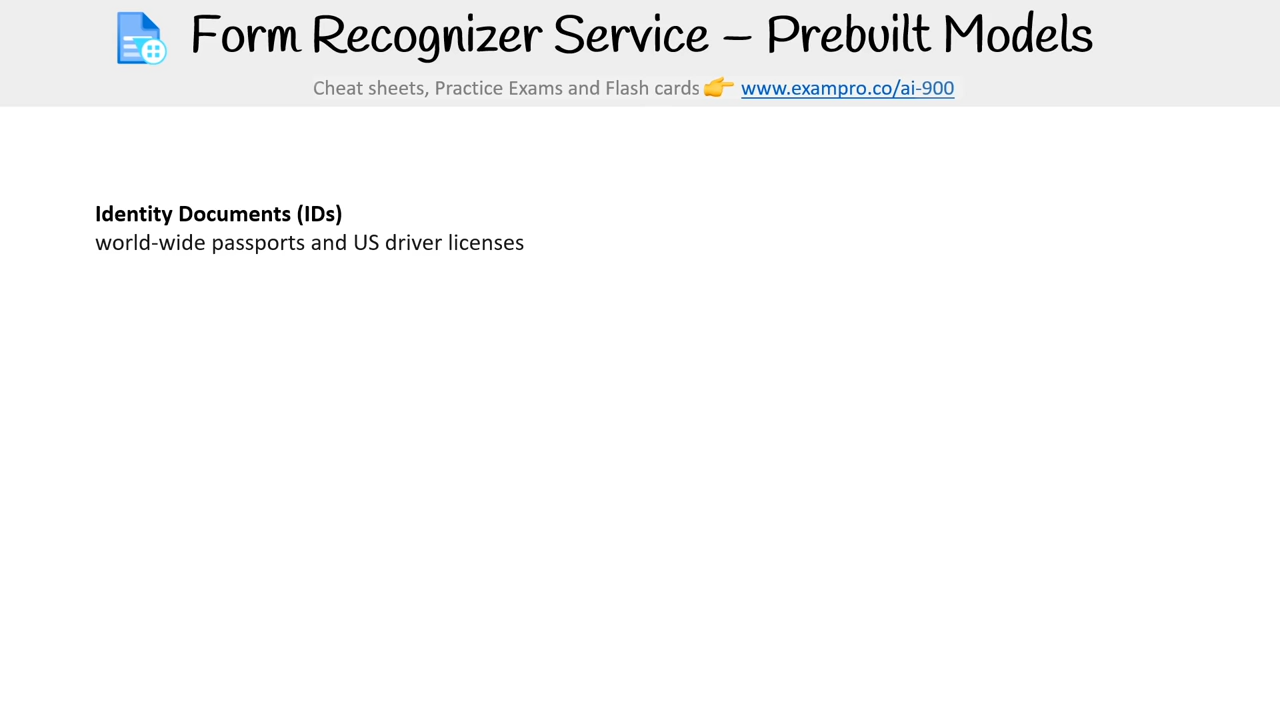 Form Recognizer Service – Prebuilt Models
Cheat sheets, Practice Exams and Flash cards 👉 www.exampro.co/ai-900
Identity Documents (IDs)
world-wide passports and US driver licenses